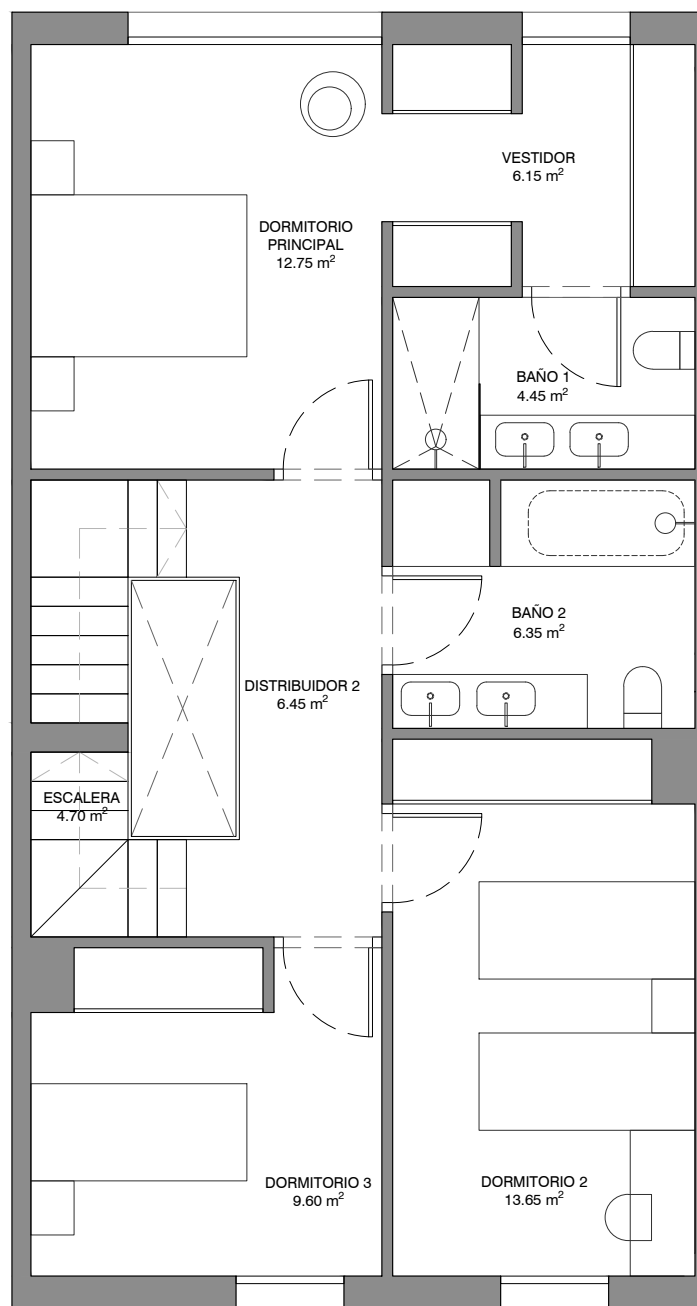 VESTIDOR
6.15 m²
DORMITORIO
PRINCIPAL
12.75 m²
BAÑO 1
4.45 m²
BAÑO 2
6.35 m²
DISTRIBUIDOR 2
6.45 m²
ESCALERA
4.70 m²
DORMITORIO 3
9.60 m²
DORMITORIO 2
13.65 m²